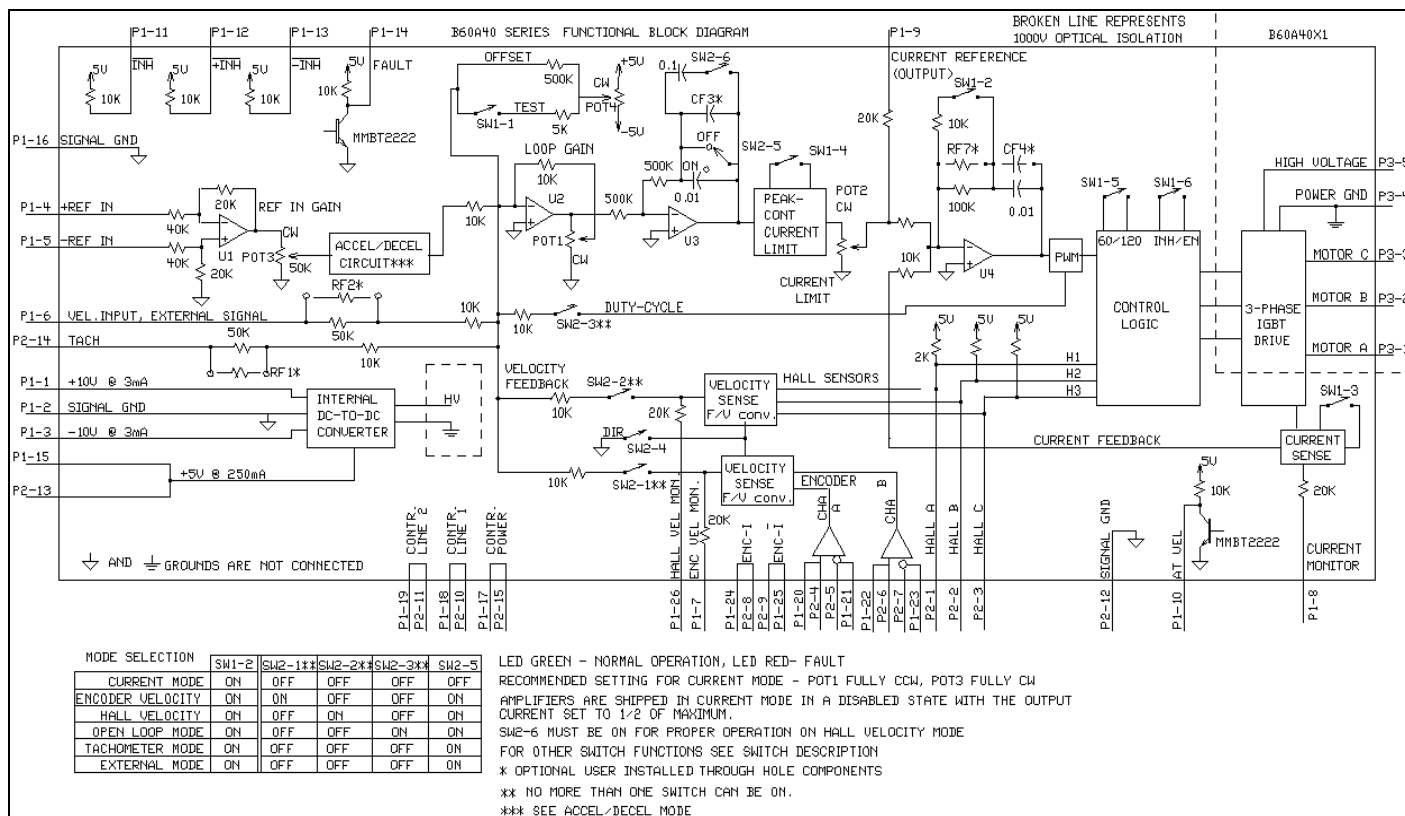 P1-11
P1-12
P1-13
P1-14
B60A40 SERIES FUNCTIONAL BLOCK DIAGRAM
P1-9
BROKEN LINE REPRESENTS
1000V OPTICAL ISOLATION
B60A40X1
5V
INH
10K
5V
+INH
10K
5V
-INH
10K
5V
FAULT
10K
MMBT2222
OFFSET
500K
CW
+5V
POT4
-5V
SW1-1
TEST
5K
0.1
SW2-6
CF3*
OFF
SW2-5
ON
500K
0.01
CURRENT REFERENCE
(OUTPUT)
20K
SW1-2
10K
RF7*
CF4*
100K
0.01
P1-16 SIGNAL GND
P1-4 +REF IN
P1-5 -REF IN
40K
40K
20K
20K
U1
REF IN GAIN
CW
POT3
50K
ACCEL/DECEL
CIRCUIT***
10K
LOOP GAIN
10K
U2
POT1
CW
500K
U3
SW1-4
PEAK-
CONT
CURRENT
LIMIT
POT2
CW
CURRENT
LIMIT
10K
U4
PWM
SW1-5
SW1-6
60/120
INH/EN
CONTROL
LOGIC
HIGH VOLTAGE P3-5
POWER GND P3-4
MOTOR C P3-3
MOTOR B P3-2
MOTOR A P3-1
3-PHASE
IGBT
DRIVE
RF2*
P1-6 VEL.INPUT, EXTERNAL SIGNAL
50K
10K
P2-14 TACH
50K
RF1*
10K
10K
SW2-3**
DUTY-CYCLE
5V
5V
5V
2K
H1
H2
H3
P1-1 +10V @ 3mA
P1-2 SIGNAL GND
P1-3 -10V @ 3mA
P1-15
P2-13
+5V @ 250mA
INTERNAL
DC-TO-DC
CONVERTER
HV
VELOCITY
FEEDBACK
SW2-2**
10K
20K
VELOCITY
SENSE
F/V conv.
HALL SENSORS
DIR
SW2-4
10K
SW2-1**
VELOCITY
SENSE
F/V conv.
ENCODER
20K
SW1-3
CURRENT FEEDBACK
CURRENT
SENSE
20K
5V
10K
MMBT2222
CURRENT
MONITOR
CONTR.
LINE 2
CONTR.
LINE 1
CONTR.
POWER
HALL VEL MON.
ENC VEL MON.
ENC-I
ENC-I
CHA
A
CHA
B
HALL A
HALL B
HALL C
SIGNAL GND
AT VEL
AND GROUNDS ARE NOT CONNECTED
P1-19
P2-11
P1-18
P2-10
P1-17
P2-15
P1-26
P1-7
P1-24
P2-8
P2-9
P1-25
P1-20
P2-4
P2-5
P1-21
P1-22
P2-6
P2-7
P1-23
P2-1
P2-2
P2-3
P2-12
P1-10
P1-8
MODE SELECTION SW1-2 SW2-1** SW2-2** SW2-3** SW2-5
CURRENT MODE ON OFF OFF OFF OFF
ENCODER VELOCITY ON ON OFF OFF ON
HALL VELOCITY ON OFF ON OFF ON
OPEN LOOP MODE ON OFF OFF ON ON
TACHOMETER MODE ON OFF OFF OFF ON
EXTERNAL MODE ON OFF OFF OFF ON
LED GREEN - NORMAL OPERATION, LED RED- FAULT
RECOMMENDED SETTING FOR CURRENT MODE - POT1 FULLY CCW, POT3 FULLY CW
AMPLIFIERS ARE SHIPPED IN CURRENT MODE IN A DISABLED STATE WITH THE OUTPUT
CURRENT SET TO 1/2 OF MAXIMUM.
SW2-6 MUST BE ON FOR PROPER OPERATION ON HALL VELOCITY MODE
FOR OTHER SWITCH FUNCTIONS SEE SWITCH DESCRIPTION
* OPTIONAL USER INSTALLED THROUGH HOLE COMPONENTS
** NO MORE THAN ONE SWITCH CAN BE ON.
*** SEE ACCEL/DECEL MODE